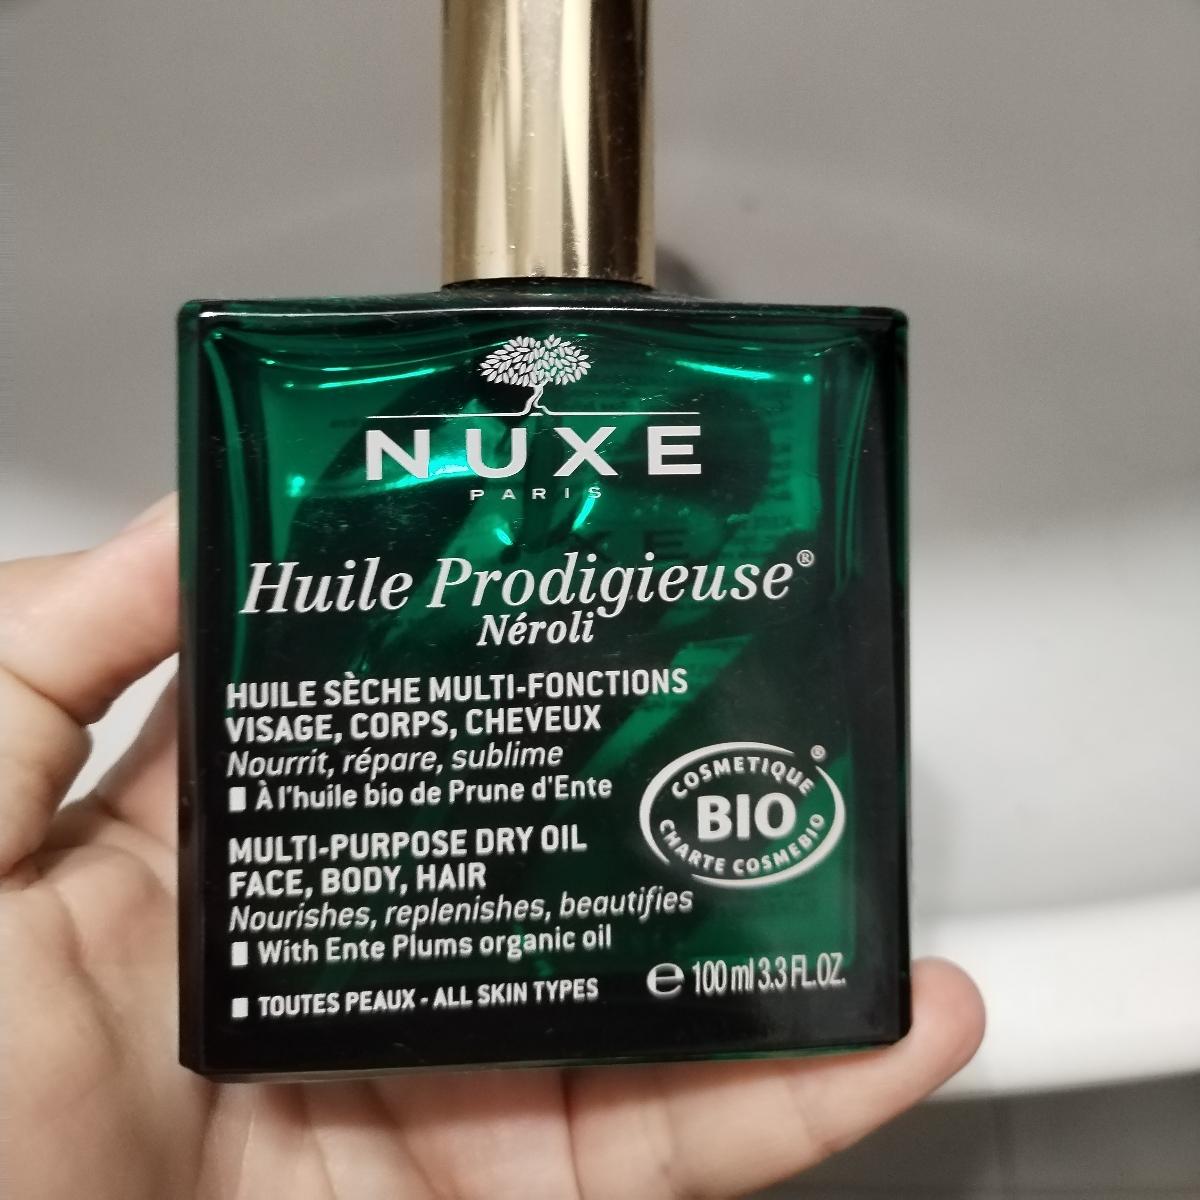 NUXE
PARIS
Huile Prodigieuse®
Néroli
HUILE SÈCHE MULTI-FONCTIONS
VISAGE, CORPS, CHEVEUX
Nourrit, répare, sublime
■ À l'huile bio de Prune d'Ente
MULTI-PURPOSE DRY OIL
FACE, BODY, HAIR
Nourishes, replenishes, beautifies
■ With Ente Plums organic oil
■ TOUTES PEAUX - ALL SKIN TYPES
COSMETIQUE ®
BIO
CHARTE COSMEBIO
℮ 100 ml 3.3 FL.OZ.